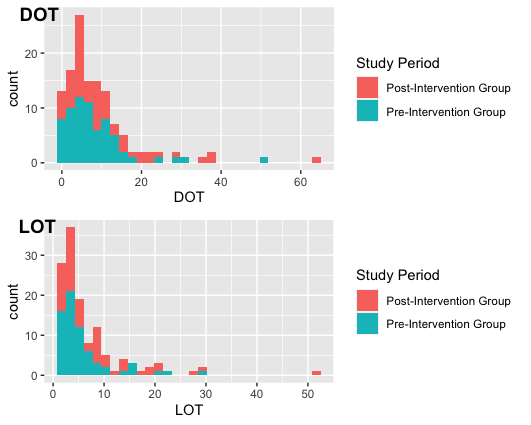 DOT
20
10
0
count
0 20 40 60
DOT
Study Period
Post-Intervention Group
Pre-Intervention Group
LOT
30
20
10
0
count
0 10 20 30 40 50
LOT
Study Period
Post-Intervention Group
Pre-Intervention Group